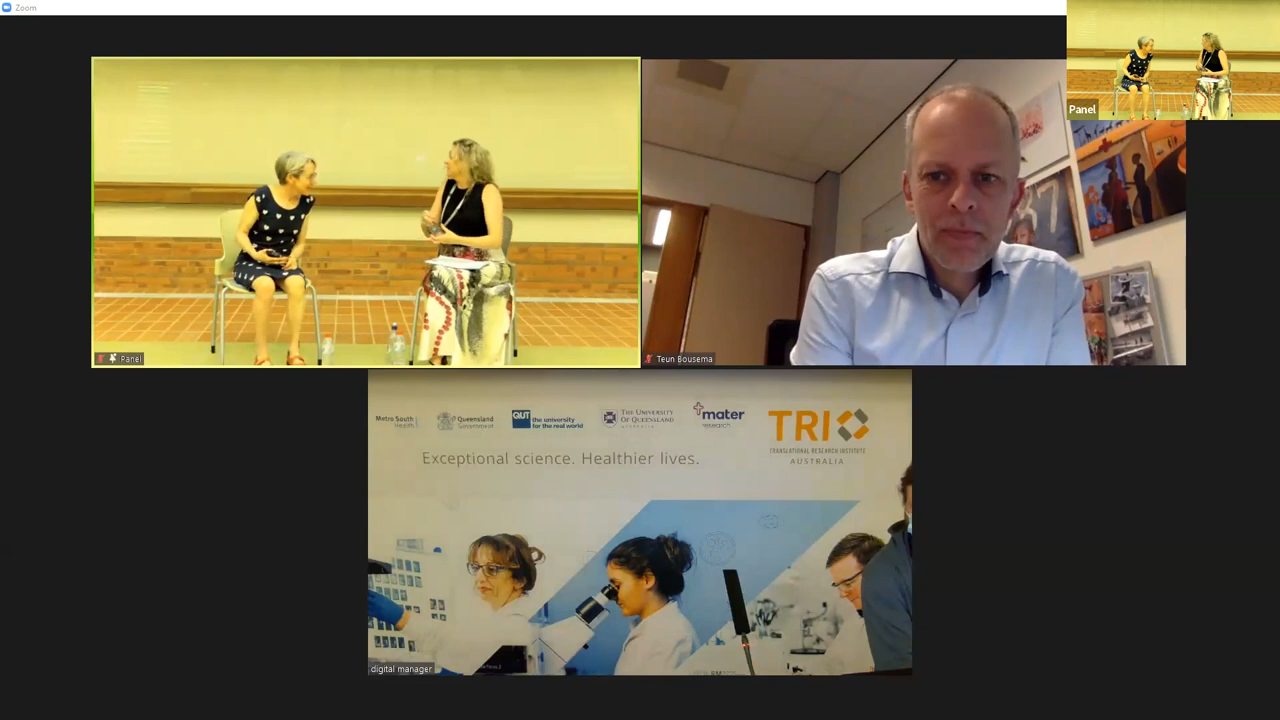 Zoom
Panel
Panel
Teun Bousema
37
Metro South
Health
Queensland
Government
QUT
the university
for the real world
THE UNIVERSITY
OF QUEENSLAND
AUSTRALIA
mater
research
TRI
TRANSLATIONAL RESEARCH INSTITUTE
AUSTRALIA
Exceptional science. Healthier lives.
digital manager